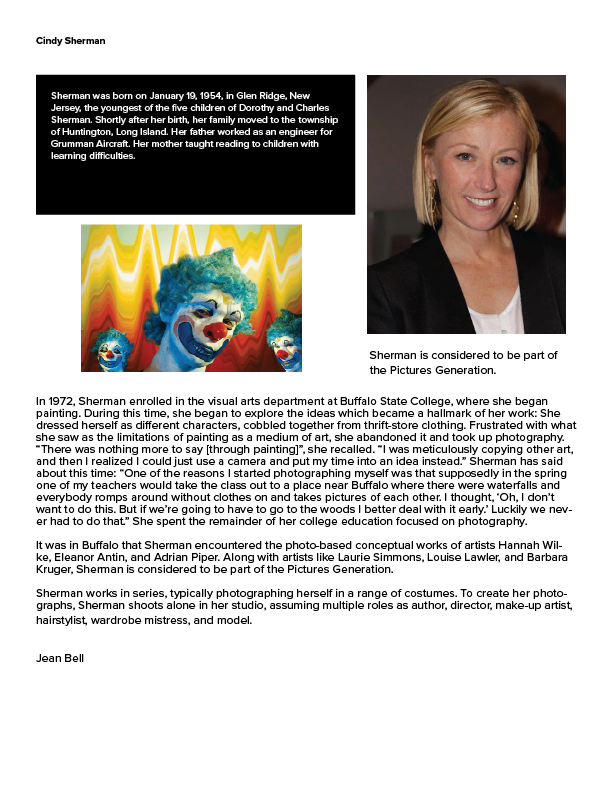 Cindy Sherman
Sherman was born on January 19, 1954, in Glen Ridge, New
Jersey, the youngest of the five children of Dorothy and Charles
Sherman. Shortly after her birth, her family moved to the township
of Huntington, Long Island. Her father worked as an engineer for
Grumman Aircraft. Her mother taught reading to children with
learning difficulties.
Sherman is considered to be part of
the Pictures Generation.
In 1972, Sherman enrolled in the visual arts department at Buffalo State College, where she began
painting. During this time, she began to explore the ideas which became a hallmark of her work: She
dressed herself as different characters, cobbled together from thrift-store clothing. Frustrated with what
she saw as the limitations of painting as a medium of art, she abandoned it and took up photography.
“There was nothing more to say [through painting]”, she recalled. “I was meticulously copying other art,
and then I realized I could just use a camera and put my time into an idea instead.” Sherman has said
about this time: "One of the reasons I started photographing myself was that supposedly in the spring
one of my teachers would take the class out to a place near Buffalo where there were waterfalls and
everybody romps around without clothes on and takes pictures of each other. I thought, ‘Oh, I don’t
want to do this. But if we’re going to have to go to the woods I better deal with it early.’ Luckily we nev-
er had to do that.” She spent the remainder of her college education focused on photography.
It was in Buffalo that Sherman encountered the photo-based conceptual works of artists Hannah Wil-
ke, Eleanor Antin, and Adrian Piper. Along with artists like Laurie Simmons, Louise Lawler, and Barbara
Kruger, Sherman is considered to be part of the Pictures Generation.
Sherman works in series, typically photographing herself in a range of costumes. To create her photo-
graphs, Sherman shoots alone in her studio, assuming multiple roles as author, director, make-up artist,
hairstylist, wardrobe mistress, and model.
Jean Bell